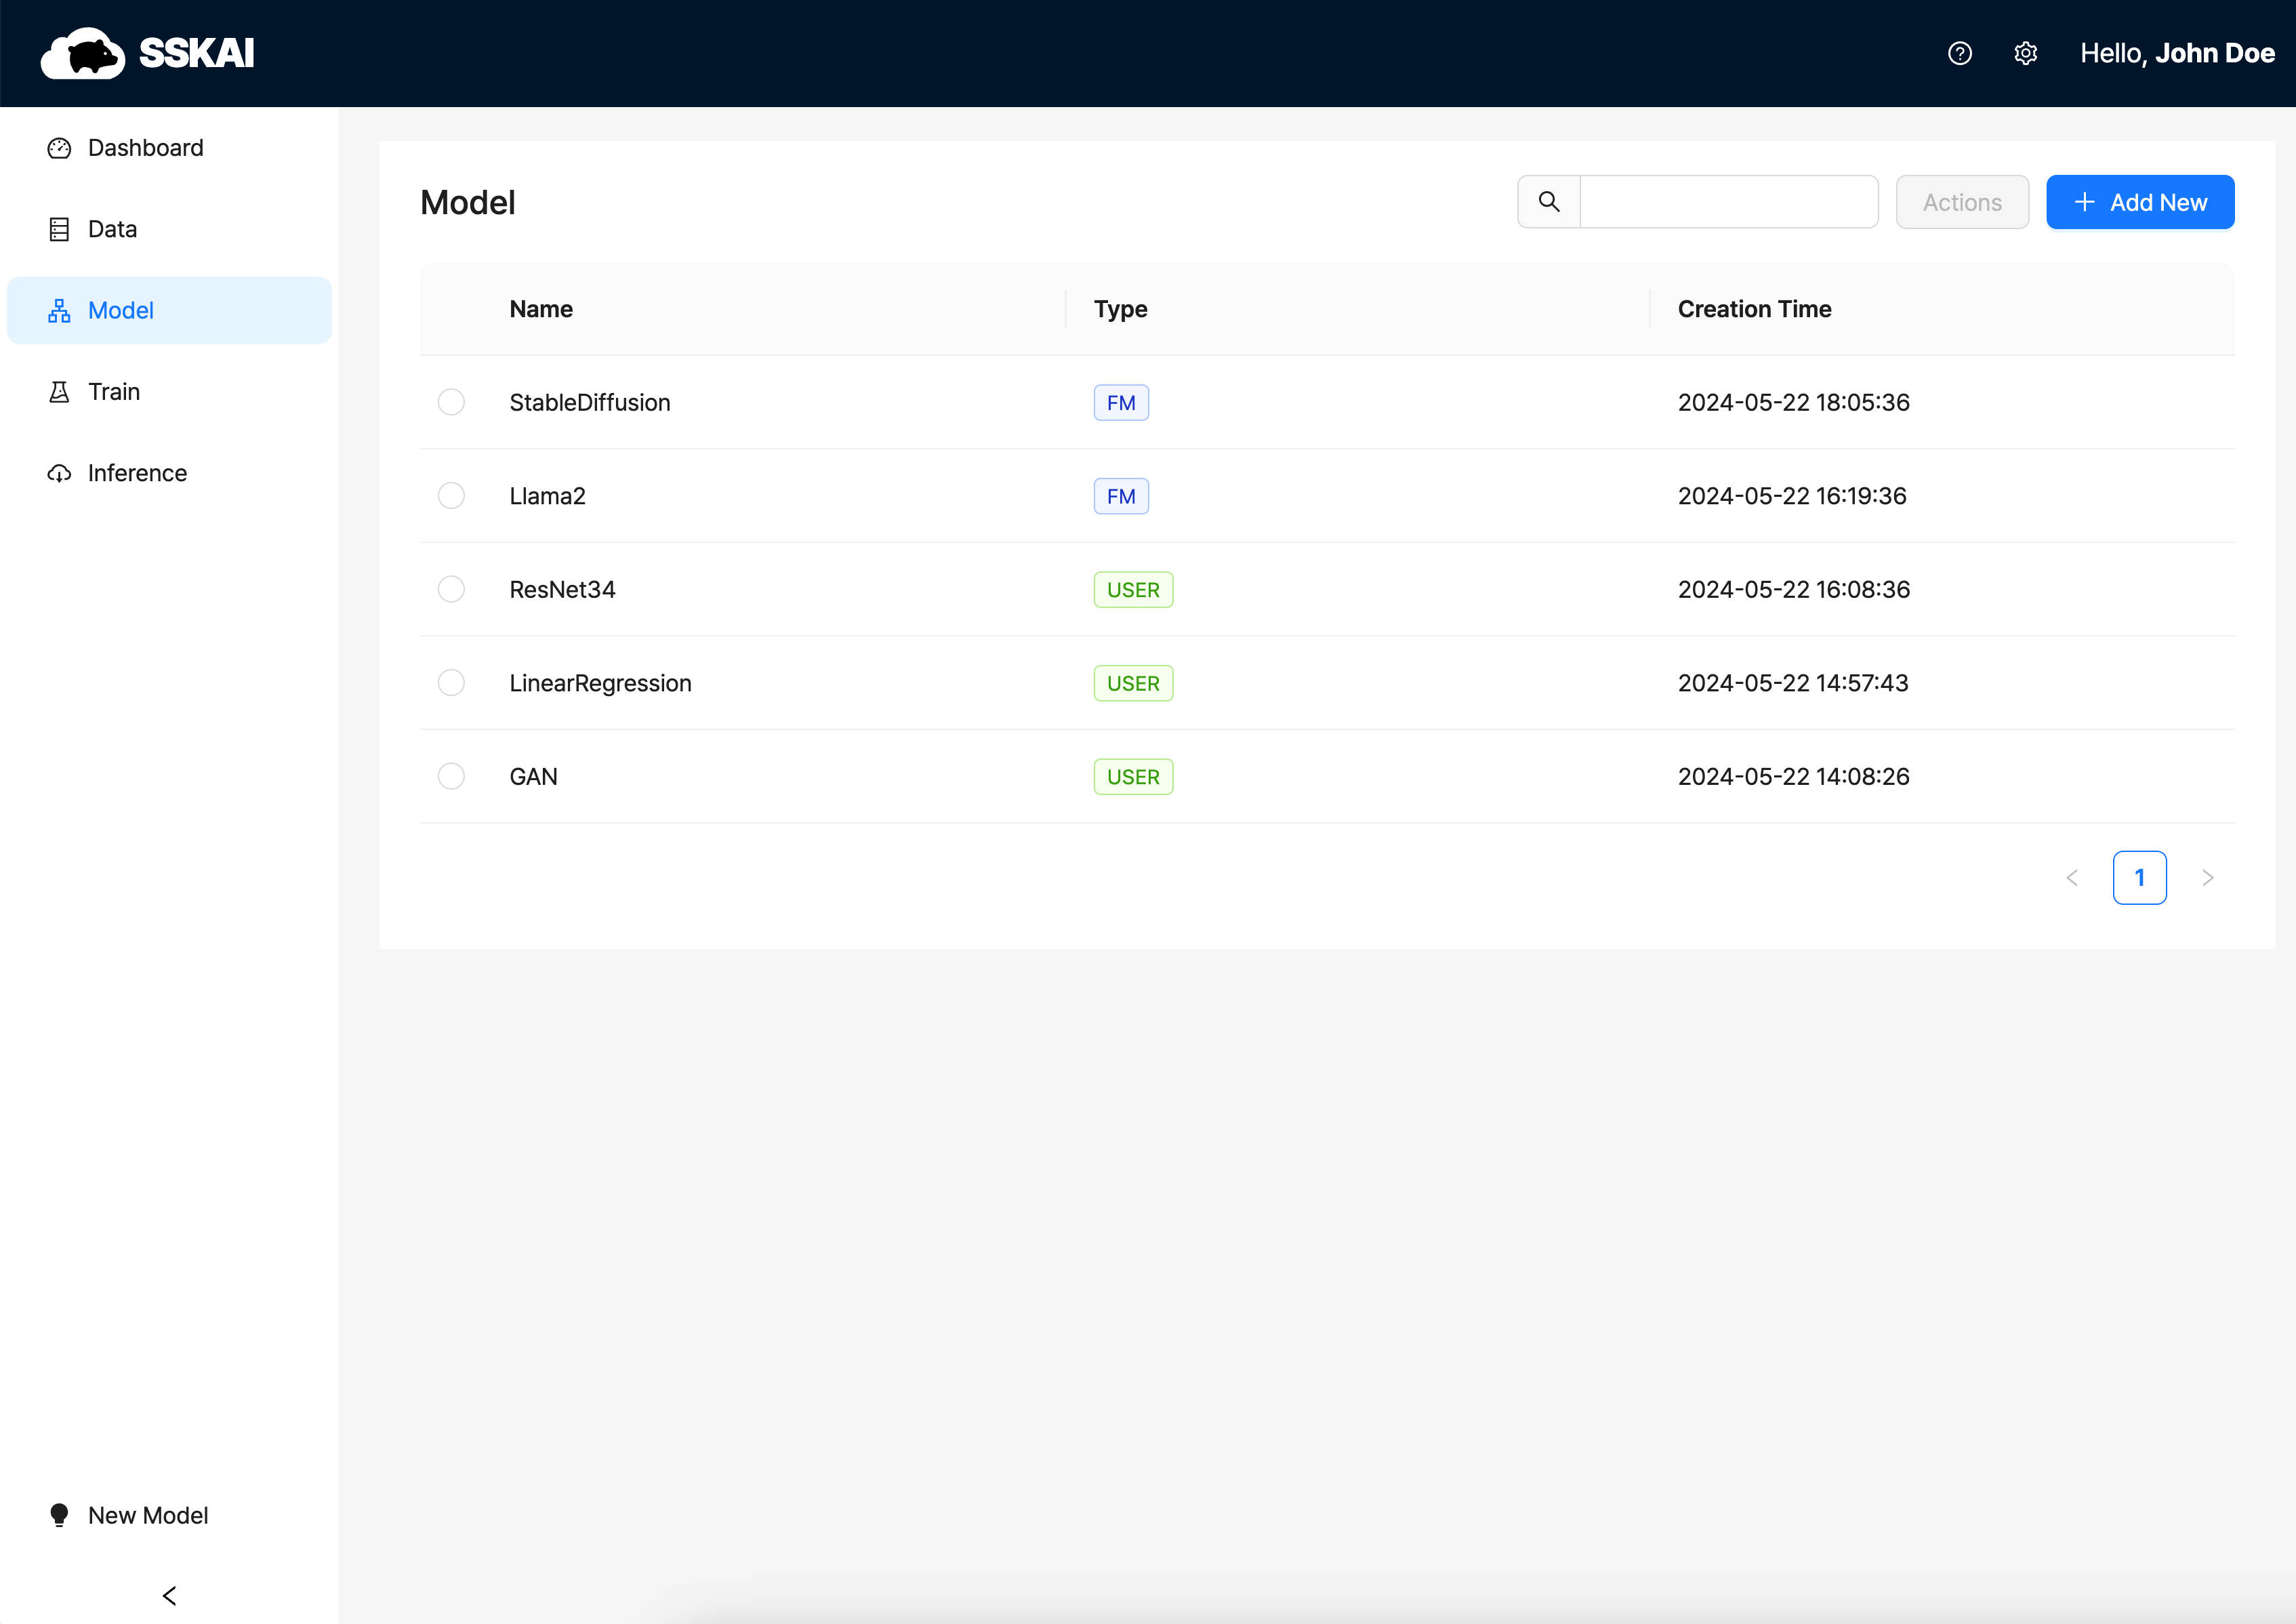 SSKAI
Hello, John Doe
Dashboard
Data
Model
Train
Inference
New Model
Model
Actions
Add New
Name Type Creation Time
StableDiffusion FM 2024-05-22 18:05:36
Llama2 FM 2024-05-22 16:19:36
ResNet34 USER 2024-05-22 16:08:36
LinearRegression USER 2024-05-22 14:57:43
GAN USER 2024-05-22 14:08:26
1